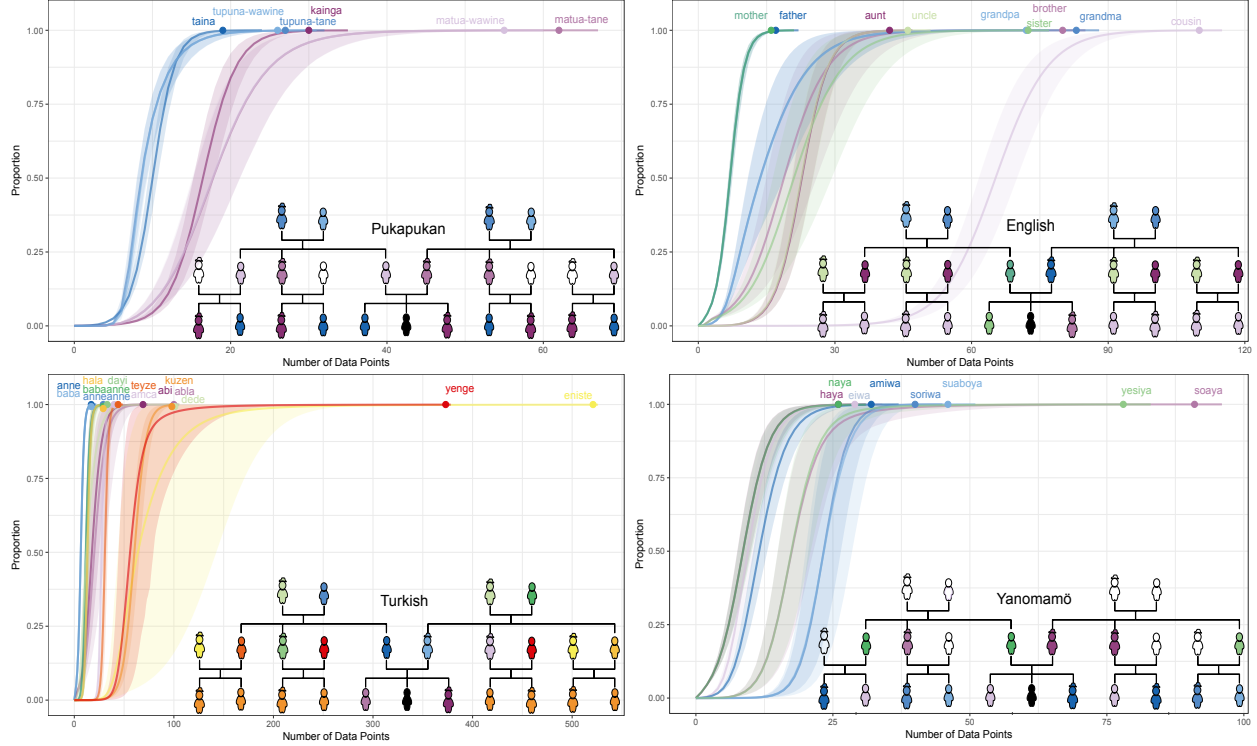 tupuna-wawine
kainga
taina
tupuna-tane
matua-wawine
matua-tane
1.00
0.75
0.50
0.25
0.00
Proportion
Pukapukan
0
20
40
60
Number of Data Points
brother
mother
father
aunt
uncle
grandpa
sister
grandma
cousin
1.00
0.75
0.50
0.25
0.00
Proportion
English
0
30
60
90
120
Number of Data Points
hala
dayi
kuzen
anne
babaanne
teyze
yenge
baba
anneanne
amca
abi
abla
eniste
dede
1.00
0.75
0.50
0.25
0.00
Proportion
Turkish
0
100
200
300
400
500
Number of Data Points
naya
amiwa
suaboya
haya
eiwa
soriwa
yesiya
soaya
1.00
0.75
0.50
0.25
0.00
Proportion
Yanomamö
0
25
50
75
100
Number of Data Points